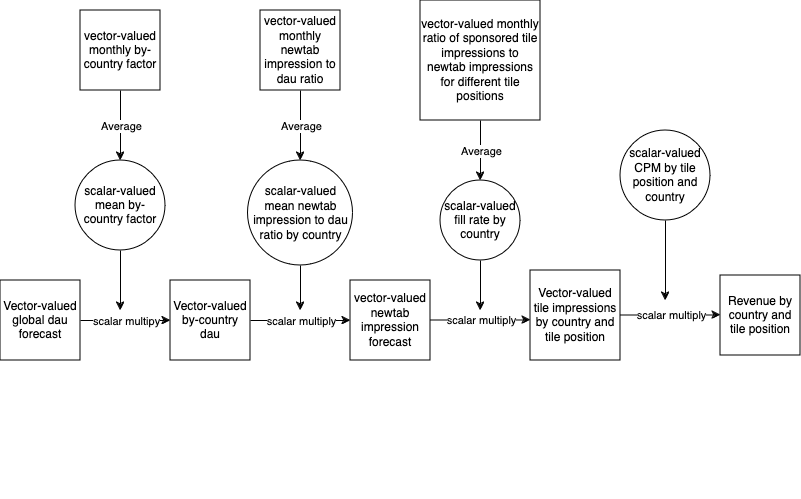 vector-valued
monthly by-
country factor
vector-valued
monthly
newtab
impression to
dau ratio
vector-valued monthly
ratio of sponsored tile
impressions to
newtab impressions
for different tile
positions
Average
Average
Average
scalar-valued
mean by-
country factor
scalar-valued
mean newtab
impression to dau
ratio by country
scalar-valued
fill rate by
country
scalar-valued
CPM by tile
position and
country
Vector-valued
global dau
forecast
scalar multipy
Vector-valued
by-country
dau
scalar multiply
vector-valued
newtab
impression
forecast
scalar multiply
Vector-valued
tile impressions
by country and
tile position
scalar multiply
Revenue by
country and
tile position